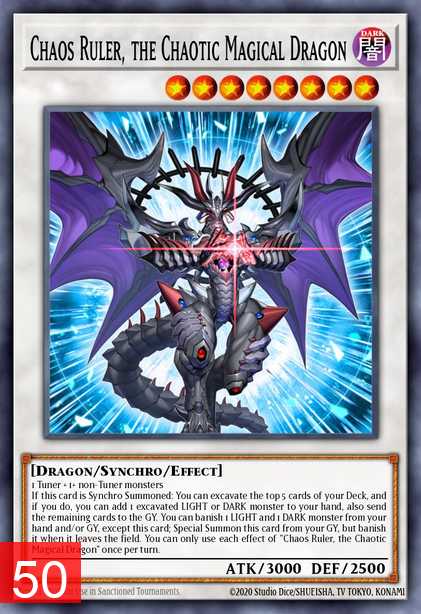 Chaos Ruler, the Chaotic Magical Dragon
DARK
闇
[Dragon/Synchro/Effect]
1 Tuner + 1+ non-Tuner monsters
If this card is Synchro Summoned: You can excavate the top 5 cards of your Deck, and
if you do, you can add 1 excavated LIGHT or DARK monster to your hand, also send
the remaining cards to the GY. You can banish 1 LIGHT and 1 DARK monster from your
hand and/or GY, except this card; Special Summon this card from your GY, but banish
it when it leaves the field. You can only use each effect of "Chaos Ruler, the Chaotic
Magical Dragon" once per turn.
ATK/3000 DEF/2500
50
use in Sanctioned Tournaments.
©2020 Studio Dice/SHUEISHA, TV TOKYO, KONAMI